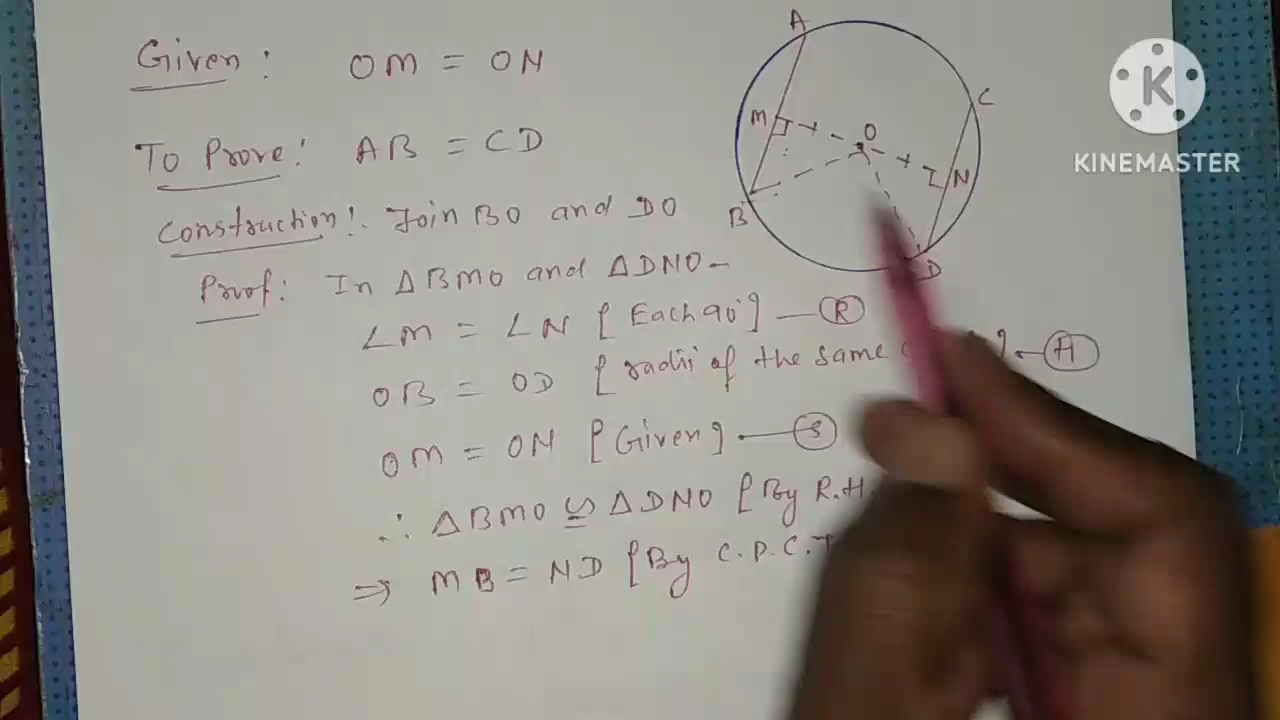 Given: OM = ON
To Prove: AB = CD
Construction: Join BO and DO
Proof: In ΔBMO and ΔDNO-
∠M = ∠N [Each 90°] — R
OB = OD [radii of the same — H
OM = ON [Given] — S
∴ ΔBMO ≅ ΔDNO [By R.H.
⇒ MB = ND [By C.P.C.T
A
C
M
O
N
B
D
K
KINEMASTER